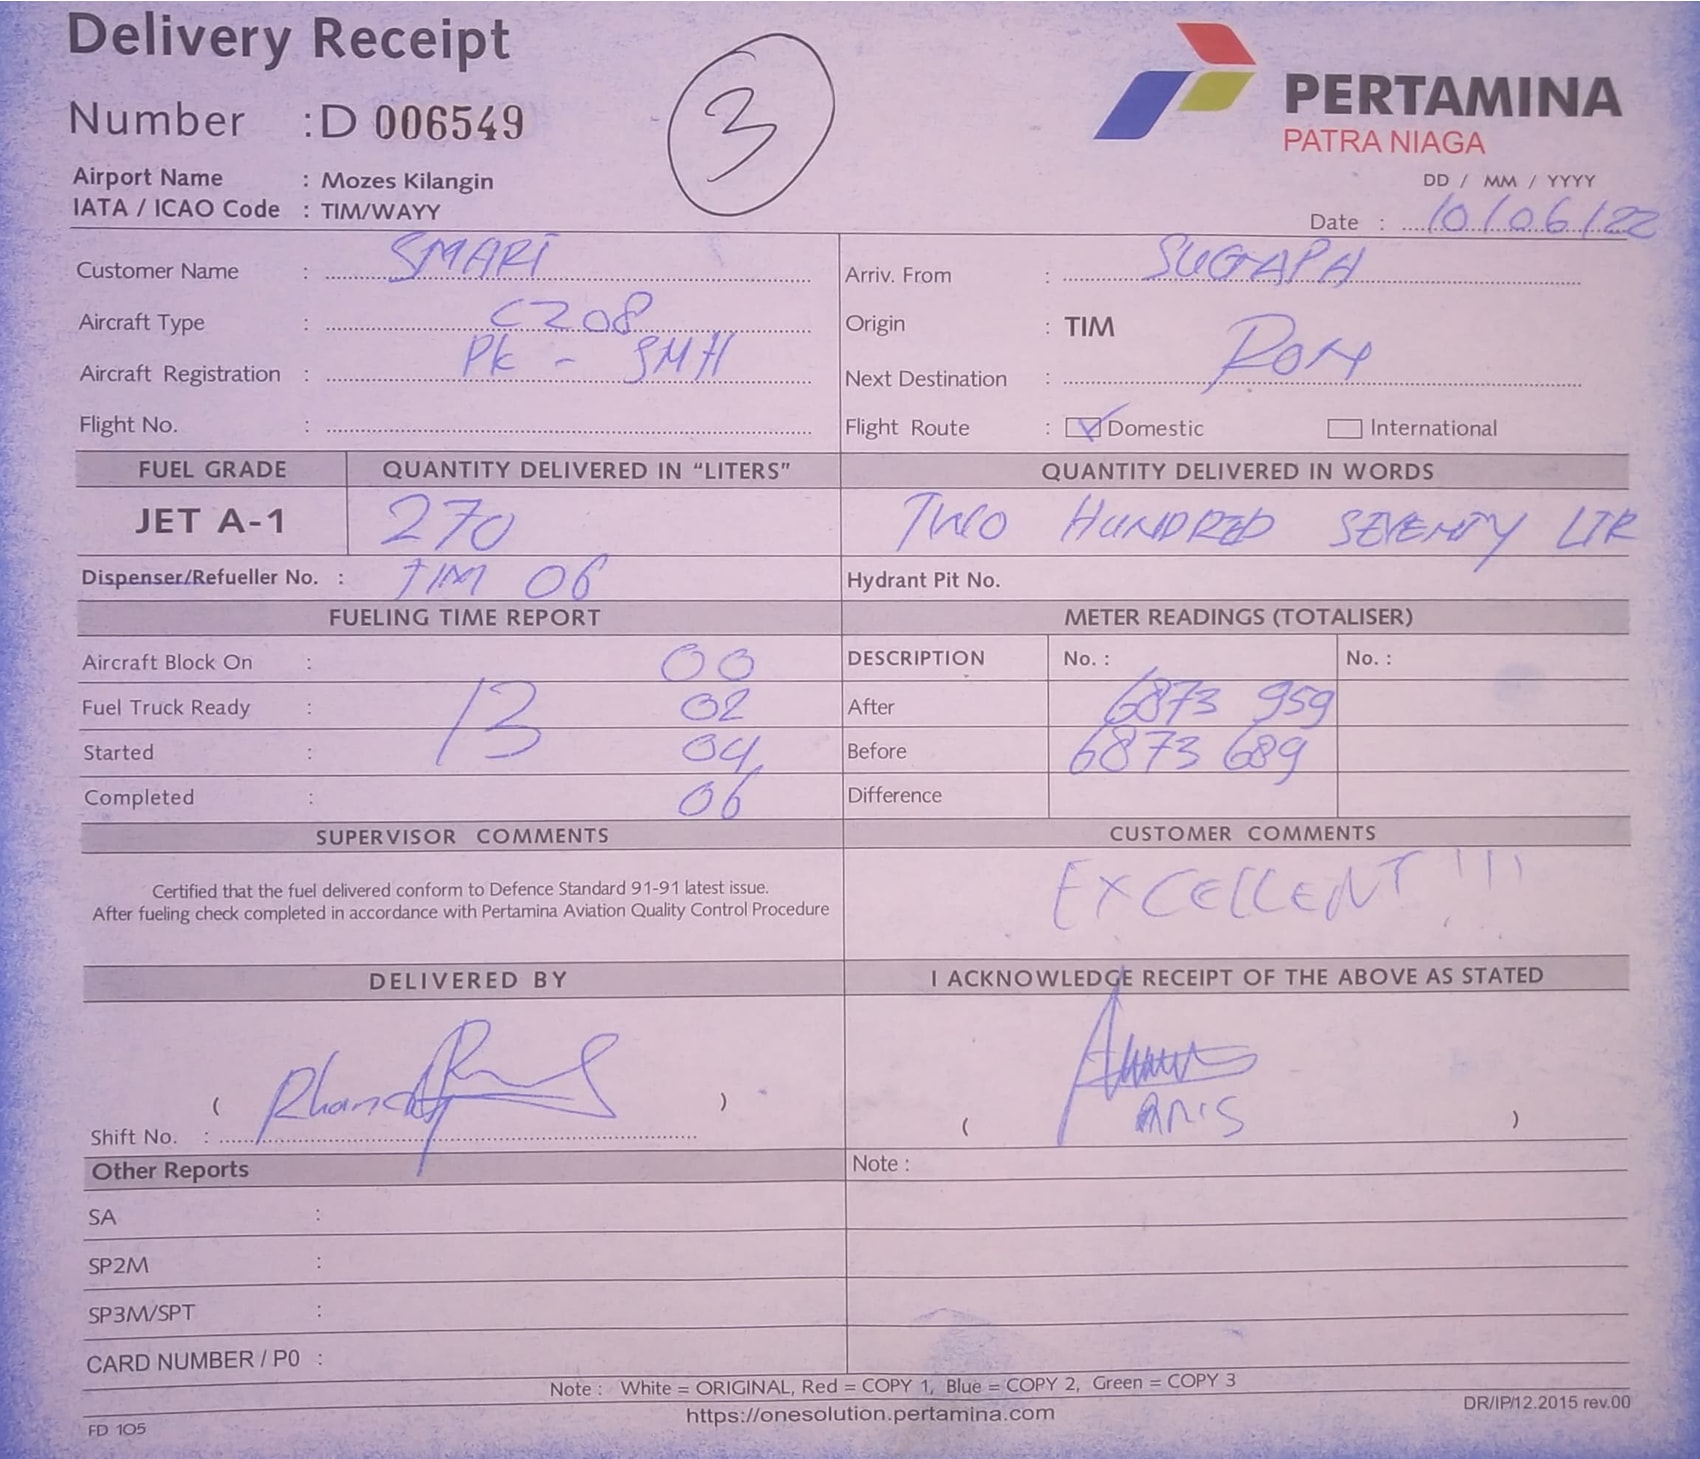 Delivery Receipt
Number : D 006549
3
PERTAMINA
PATRA NIAGA
Airport Name : Mozes Kilangin
IATA / ICAO Code : TIM/WAYY
DD / MM / YYYY
Date : 10/06/22
Customer Name : SMART
Arriv. From : SUGAPA
Aircraft Type : C208
Origin : TIM
Aircraft Registration : PK - SMH
Next Destination :
Flight No. :
Flight Route : Domestic International
FUEL GRADE QUANTITY DELIVERED IN "LITERS" QUANTITY DELIVERED IN WORDS
JET A-1 270 TWO HUNDRED SEVENTY LTR
Dispenser/Refueller No. : TIM 06 Hydrant Pit No.
FUELING TIME REPORT METER READINGS (TOTALISER)
Aircraft Block On : 00 DESCRIPTION No. : No. :
Fuel Truck Ready : 13 02 After 6873 959
Started : 04 Before 6873 689
Completed : 06 Difference
SUPERVISOR COMMENTS CUSTOMER COMMENTS
Certified that the fuel delivered conform to Defence Standard 91-91 latest issue.
After fueling check completed in accordance with Pertamina Aviation Quality Control Procedure
EXCELLENT !!!
DELIVERED BY I ACKNOWLEDGE RECEIPT OF THE ABOVE AS STATED
( )
Shift No. :
( ANIS )
Other Reports Note :
SA :
SP2M :
SP3M/SPT :
CARD NUMBER / P0 :
Note : White = ORIGINAL, Red = COPY 1, Blue = COPY 2, Green = COPY 3
https://onesolution.pertamina.com
FD 105
DR/IP/12.2015 rev.00